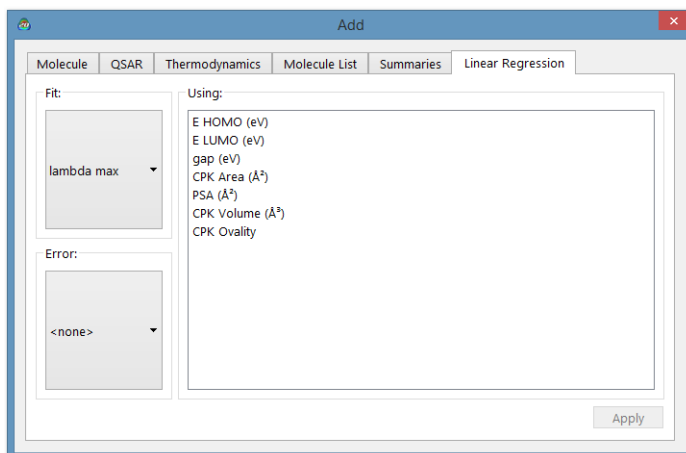 Add
Molecule QSAR Thermodynamics Molecule List Summaries Linear Regression
Fit:
lambda max
Error:
<none>
Using:
E HOMO (eV)
E LUMO (eV)
gap (eV)
CPK Area (Å²)
PSA (Å²)
CPK Volume (Å³)
CPK Ovality
Apply